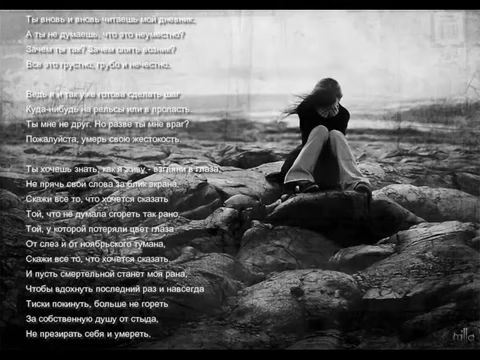 Ты вновь и вновь читаешь мой дневник.
А ты не думаешь, что это неуместно?
Зачем ты так? Зачем опять возник?
Все это грустно, грубо и нечестно.
Ведь я и так уже готова сделать шаг
Куда-нибудь на рельсы или в пропасть.
Ты мне не друг. Но разве ты мне враг?
Пожалуйста, умерь свою жестокость.
Ты хочешь знать, как я живу - взгляни в глаза,
Не прячь свои слова за блик экрана.
Скажи все то, что хочется сказать
Той, что не думала сгореть так рано,
Той, у которой потеряли цвет глаза
От слез и от ноябрьского тумана,
Скажи все то, что хочется сказать,
И пусть смертельной станет моя рана,
Чтобы вдохнуть последний раз и навсегда
Тиски покинуть, больше не гореть
За собственную душу от стыда,
Не презирать себя и умереть.
milla